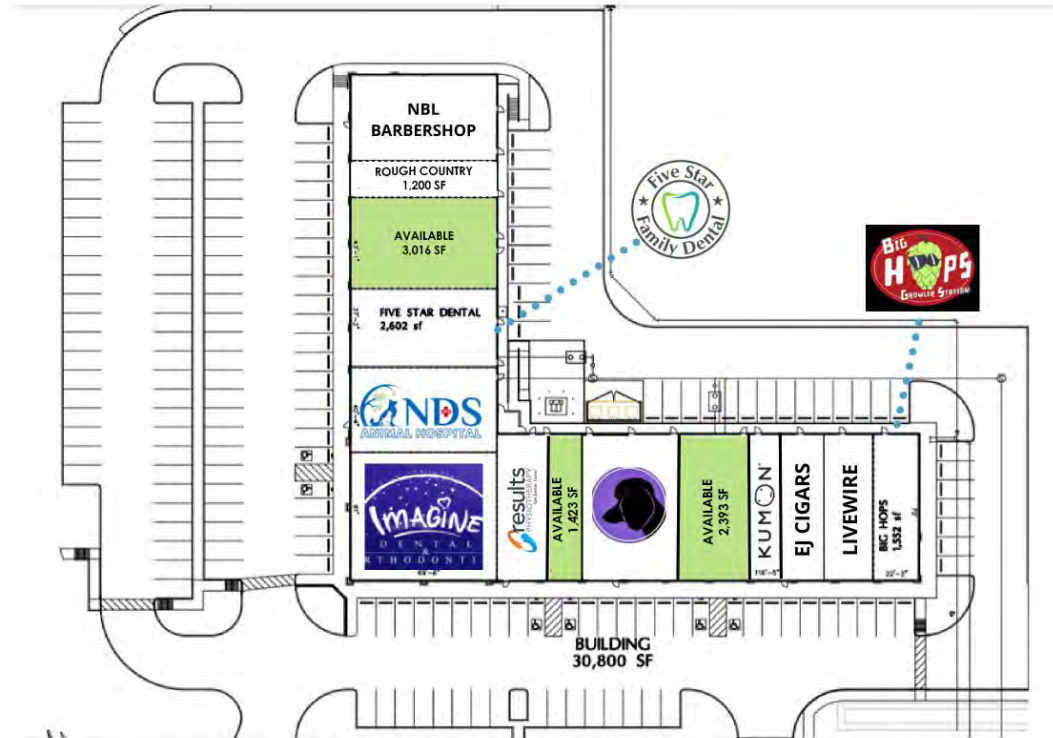 NBL
BARBERSHOP
ROUGH COUNTRY
1,200 SF
AVAILABLE
3,016 SF
FIVE STAR DENTAL
2,602 sf
NDS
ANIMAL HOSPITAL
IMAGINE
DENTAL
&
RTHODONTI
results
PHYSIOTHERAPY
AVAILABLE
1,423 SF
AVAILABLE
2,393 SF
KUMON
EJ CIGARS
LIVEWIRE
BIG HOPS
1,552 sf
Five Star
Family Dental
BIG
HOPS
GROWLER STATION
BUILDING
30,800 SF